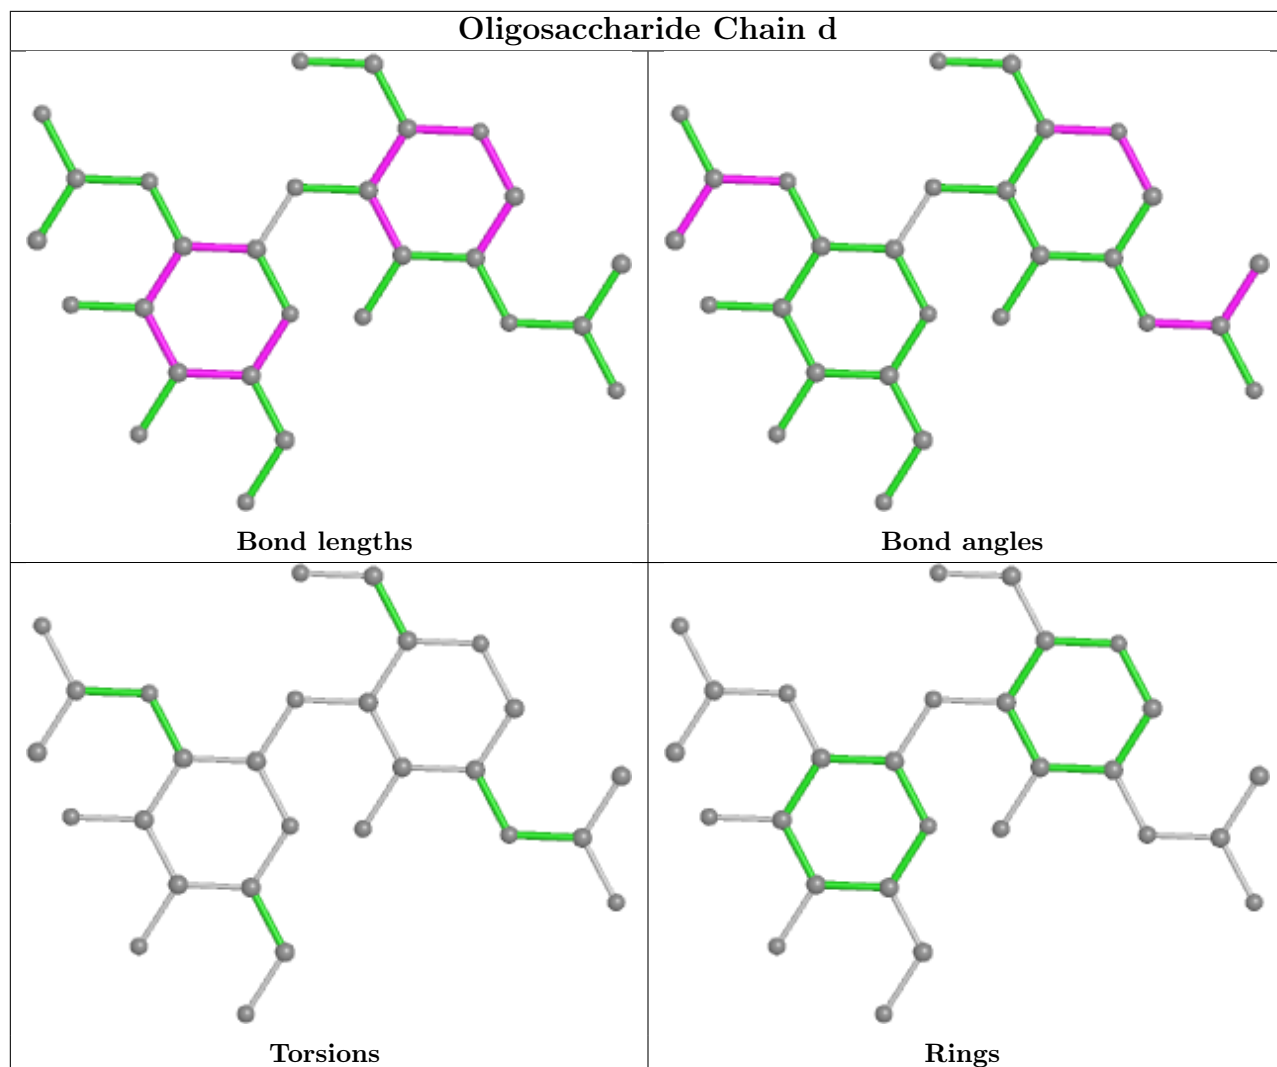 Oligosaccharide Chain d
Bond lengths
Bond angles
Torsions
Rings